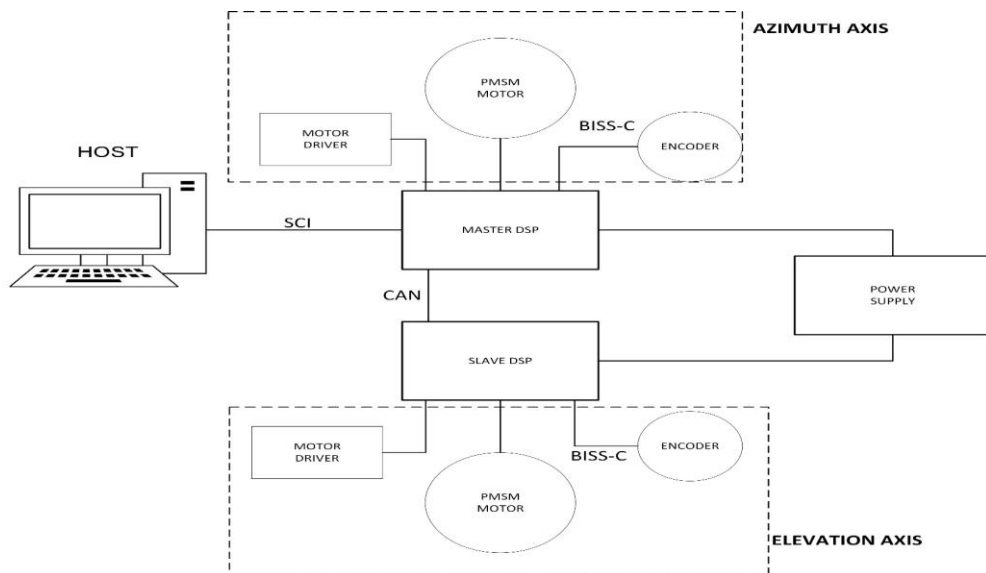 AZIMUTH AXIS
PMSM
MOTOR
MOTOR
DRIVER
BISS-C
ENCODER
HOST
SCI
MASTER DSP
CAN
POWER
SUPPLY
SLAVE DSP
MOTOR
DRIVER
BISS-C
ENCODER
PMSM
MOTOR
ELEVATION AXIS